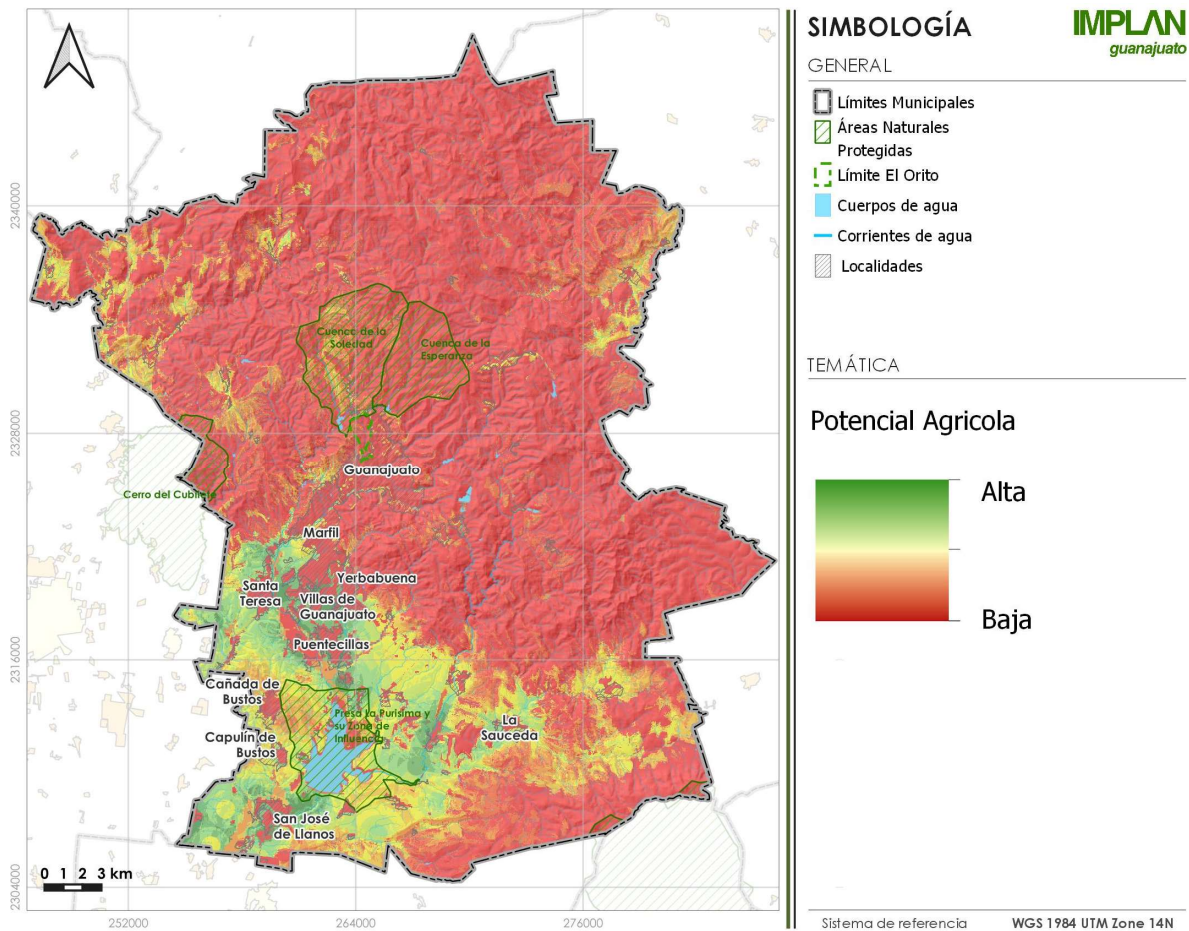 2340000
2328000
2316000
2304000
252000
264000
276000
Cuenca de la
Soledad
Cuenca de la
Esperanza
Guanajuato
Cerro del Cubilete
Marfil
Santa
Teresa
Yerbabuena
Villas de
Guanajuato
Puentecillas
Cañada de
Bustos
Presa La Purisima y
su Zona de
Influencia
La
Sauceda
Capulín de
Bustos
San José
de Llanos
0 1 2 3 km
SIMBOLOGÍA
IMPLAN
guanajuato
GENERAL
Límites Municipales
Áreas Naturales
Protegidas
Límite El Orito
Cuerpos de agua
Corrientes de agua
Localidades
TEMÁTICA
Potencial Agricola
Alta
Baja
Sistema de referencia WGS 1984 UTM Zone 14N